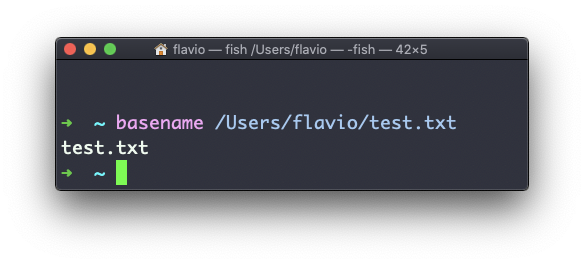 flavio — fish /Users/flavio — -fish — 42×5
➜ ~ basename /Users/flavio/test.txt
test.txt
➜ ~